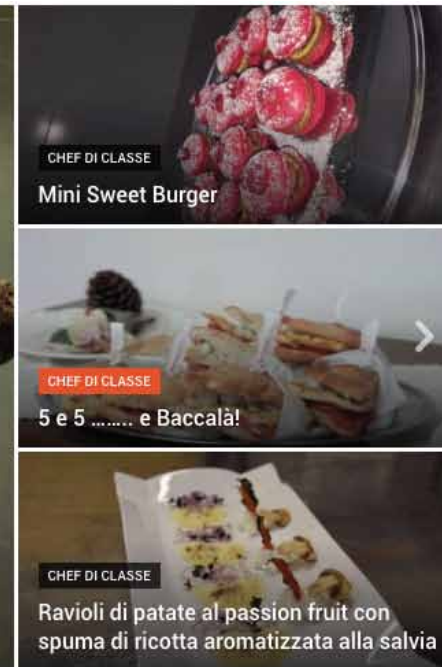 CHEF DI CLASSE
Mini Sweet Burger
CHEF DI CLASSE
5 e 5 ........ e Baccalà!
CHEF DI CLASSE
Ravioli di patate al passion fruit con
spuma di ricotta aromatizzata alla salvia